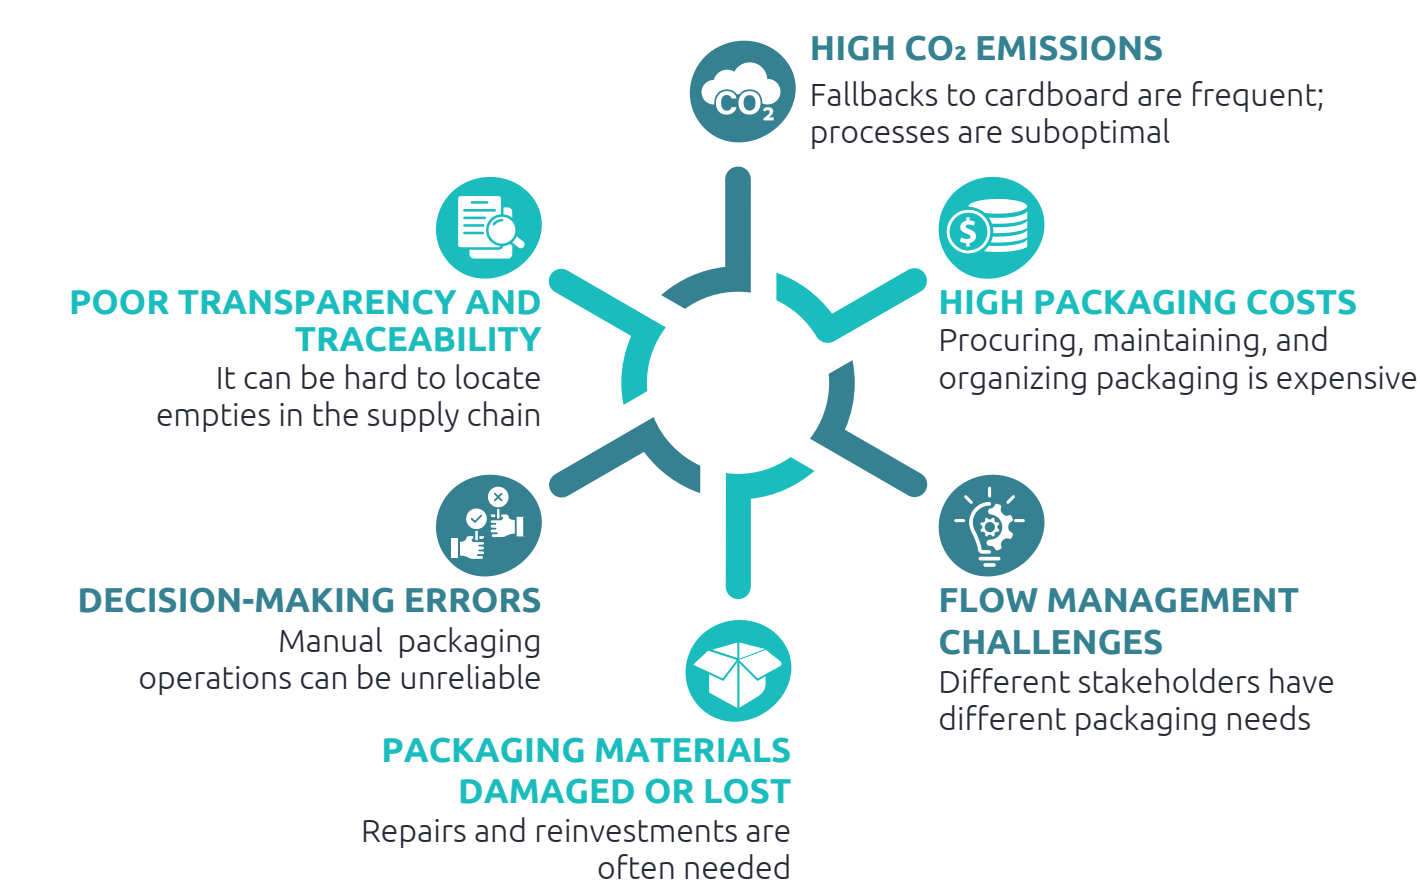 HIGH CO₂ EMISSIONS
Fallbacks to cardboard are frequent;
processes are suboptimal
CO₂
HIGH PACKAGING COSTS
Procuring, maintaining, and
organizing packaging is expensive
$
FLOW MANAGEMENT
CHALLENGES
Different stakeholders have
different packaging needs
PACKAGING MATERIALS
DAMAGED OR LOST
Repairs and reinvestments are
often needed
DECISION-MAKING ERRORS
Manual  packaging
operations can be unreliable
POOR TRANSPARENCY AND
TRACEABILITY
It can be hard to locate
empties in the supply chain